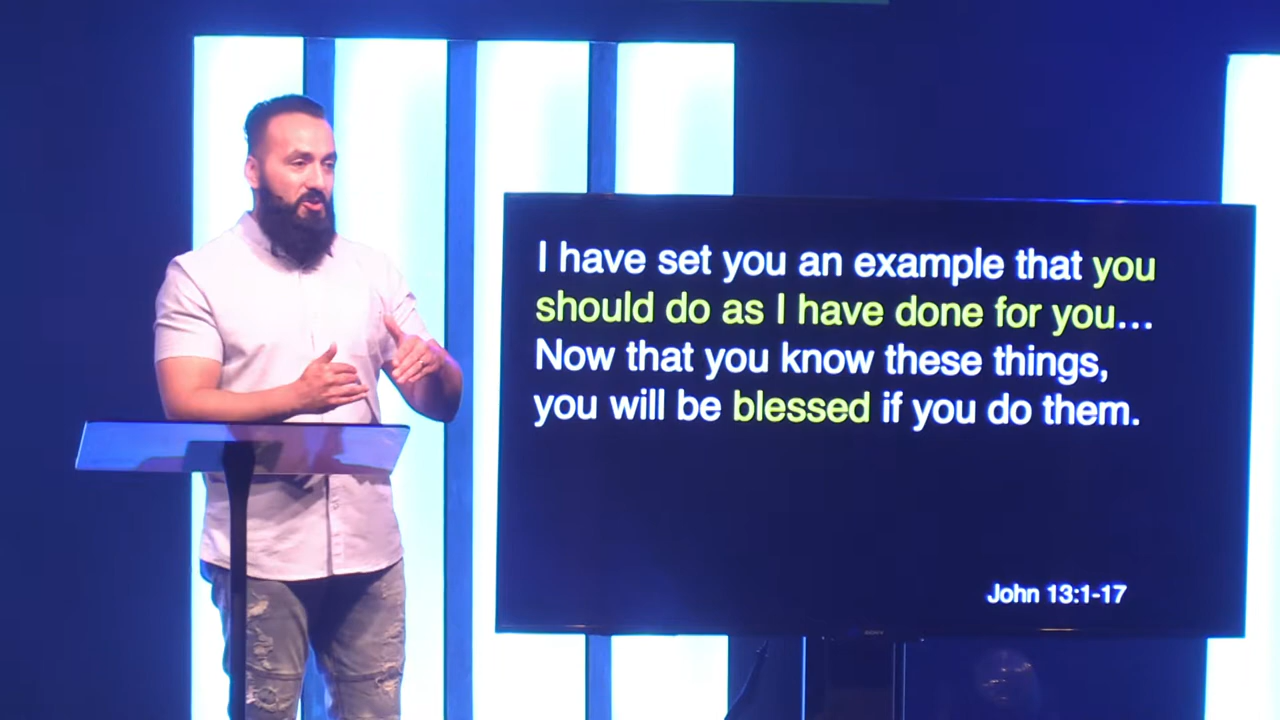 I have set you an example that you
should do as I have done for you...
Now that you know these things,
you will be blessed if you do them.
John 13:1-17
SONY